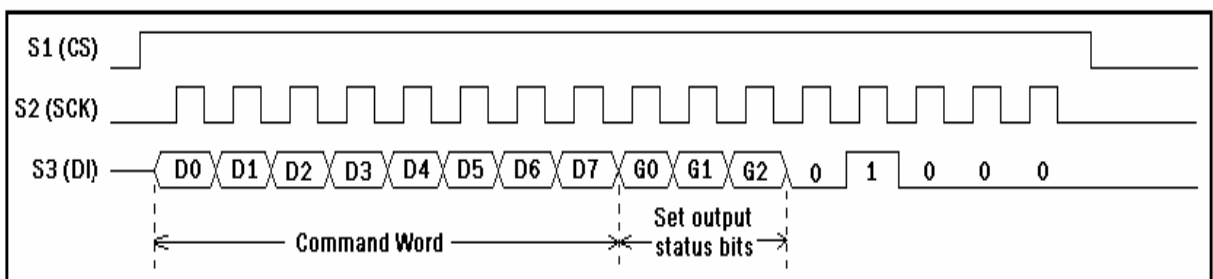 S1 (CS)
S2 (SCK)
S3 (DI) D0 D1 D2 D3 D4 D5 D6 D7 G0 G1 G2 0 1 0 0 0
Command Word
Set output
status bits